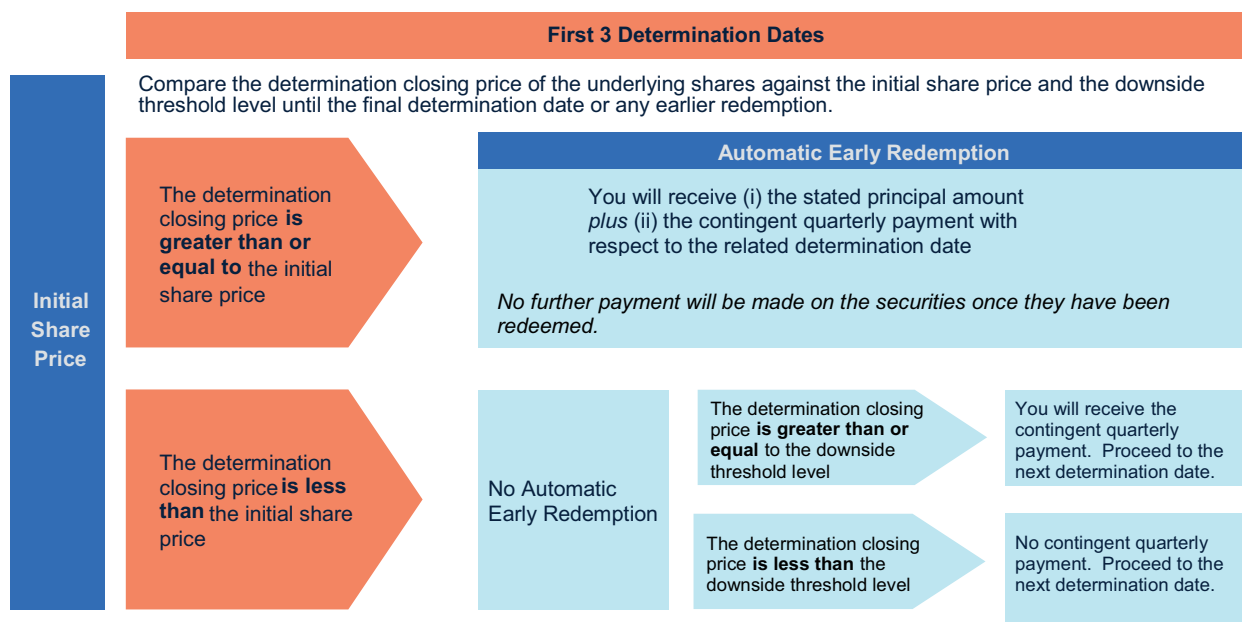 First 3 Determination Dates
Compare the determination closing price of the underlying shares against the initial share price and the downside
threshold level until the final determination date or any earlier redemption.
Initial
Share
Price
The determination
closing price is
greater than or
equal to the initial
share price
Automatic Early Redemption
You will receive (i) the stated principal amount
plus (ii) the contingent quarterly payment with
respect to the related determination date
No further payment will be made on the securities once they have been
redeemed.
The determination
closing price is less
than the initial share
price
No Automatic
Early Redemption
The determination closing
price is greater than or
equal to the downside
threshold level
You will receive the
contingent quarterly
payment.  Proceed to the
next determination date.
The determination closing
price is less than the
downside threshold level
No contingent quarterly
payment.  Proceed to the
next determination date.